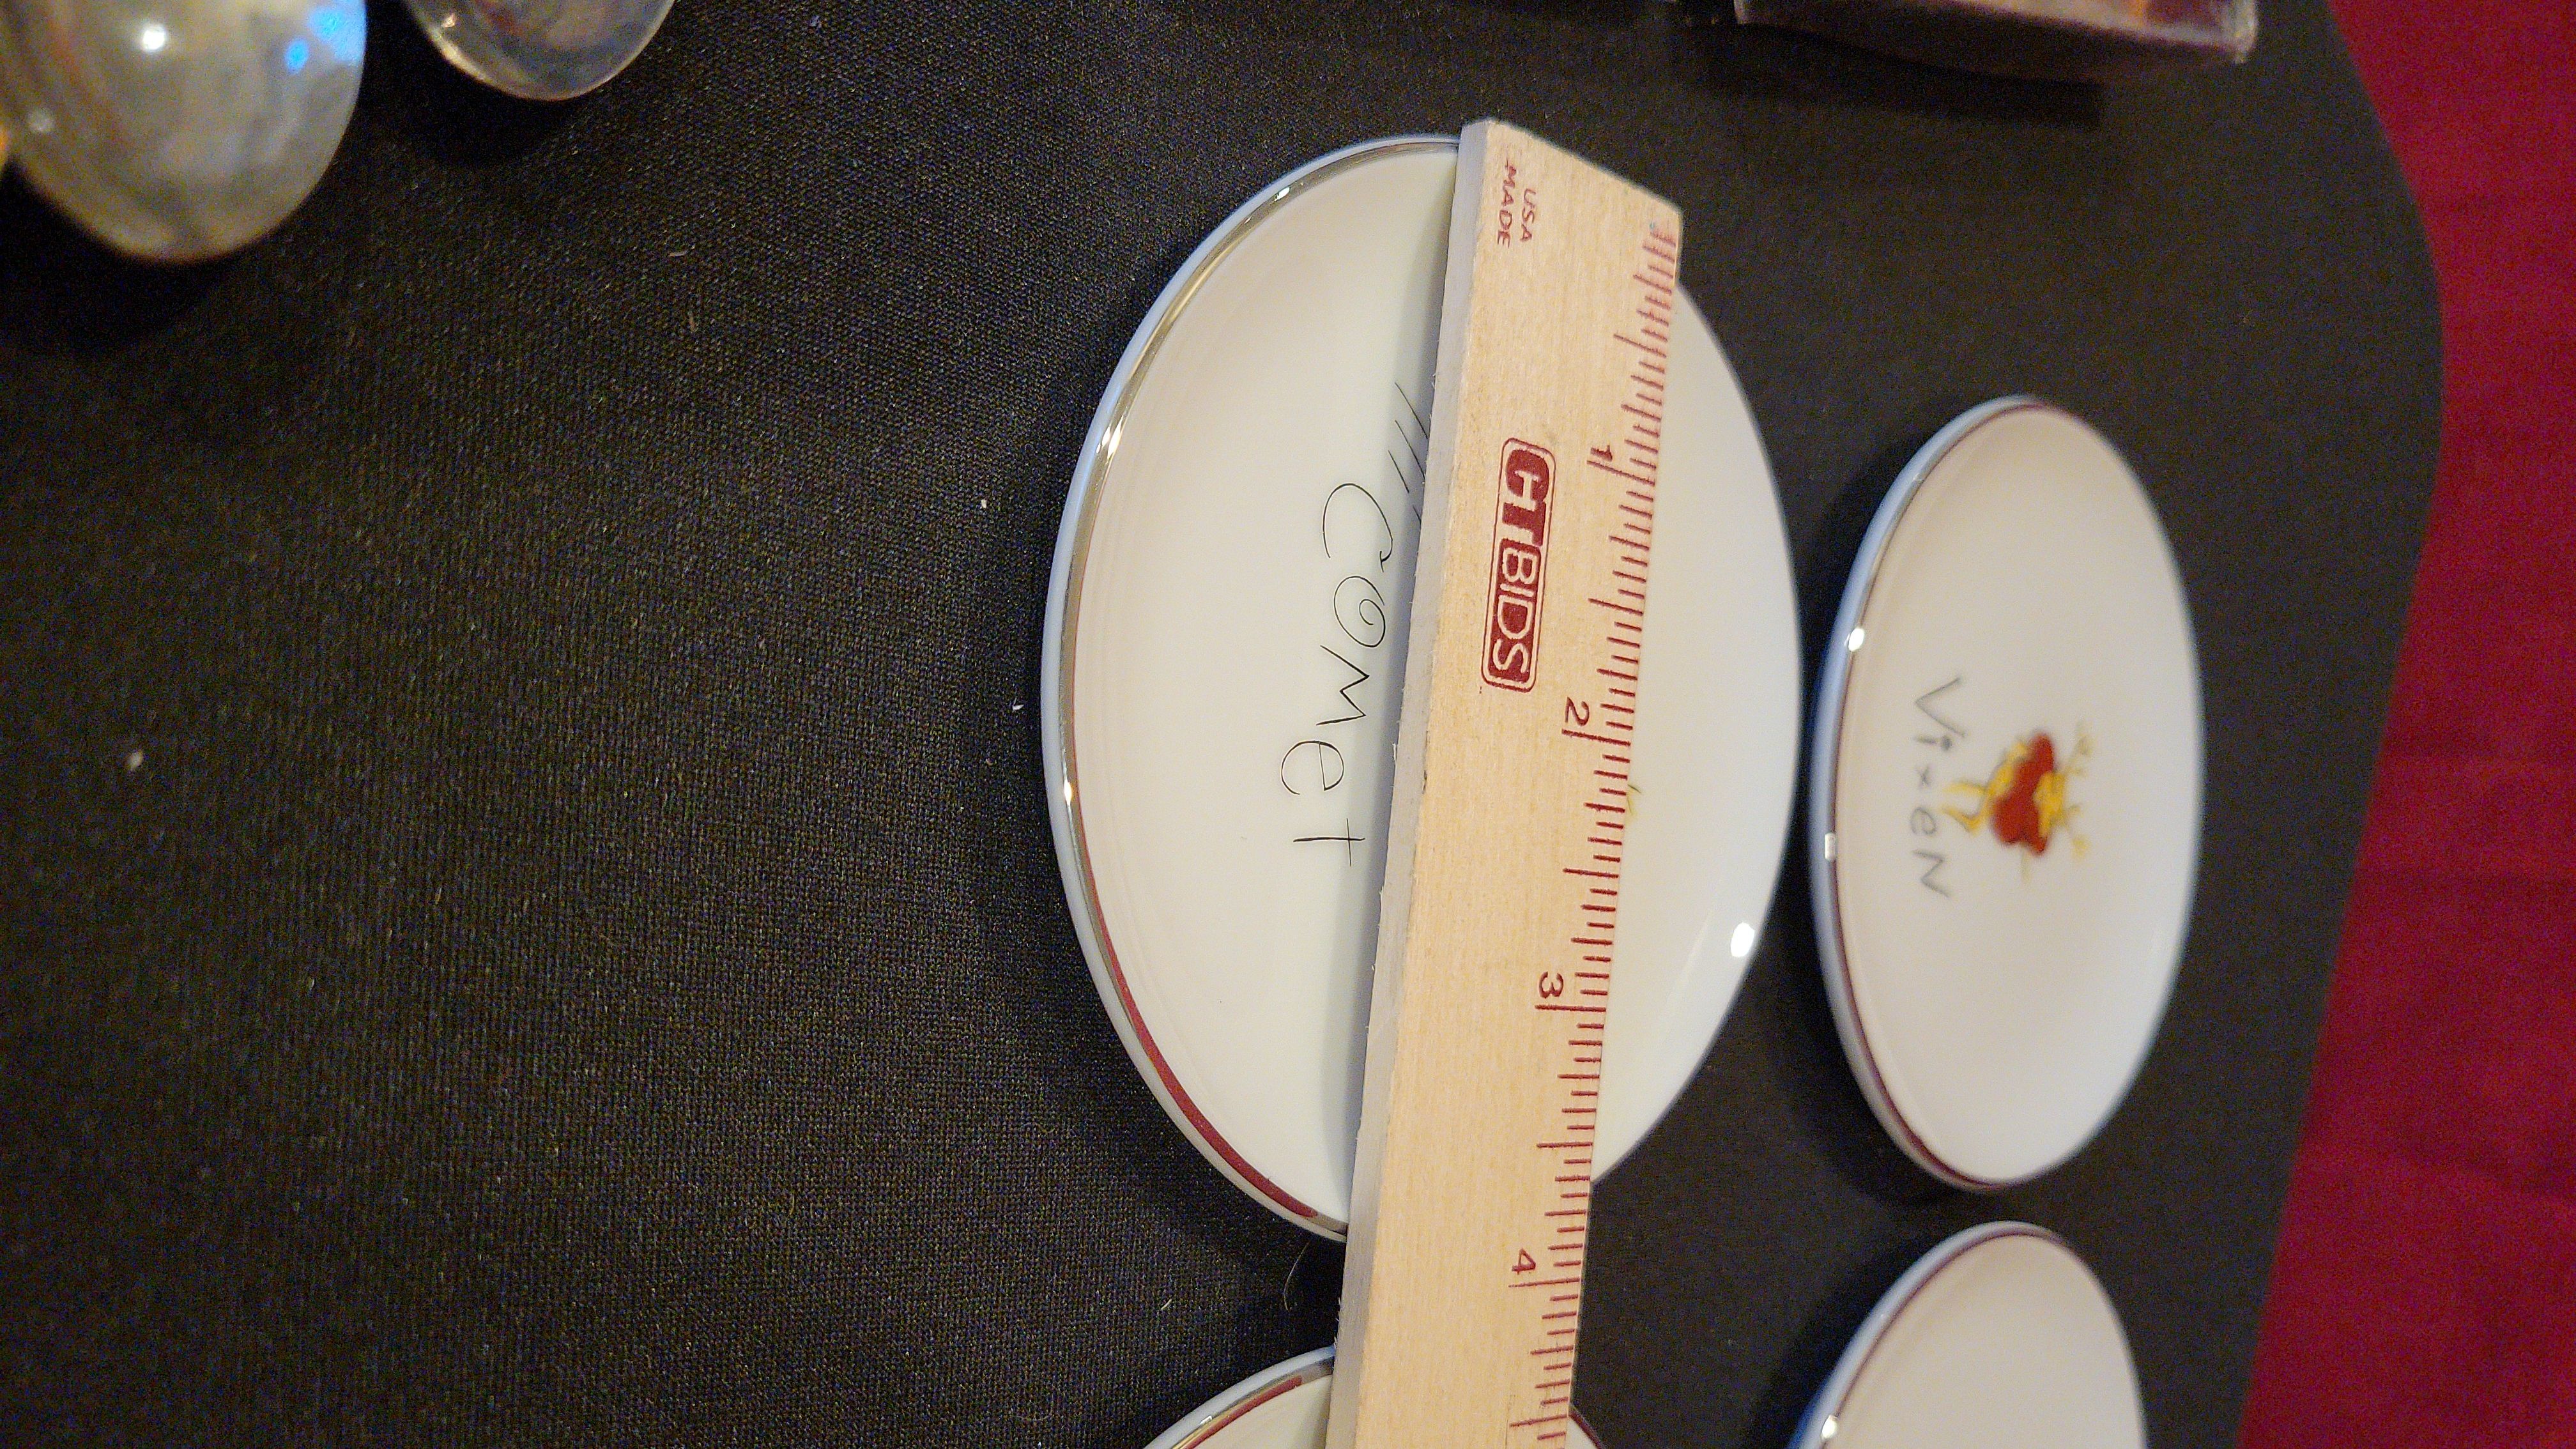 MADE
USA
CTBIDS
1
2
3
4
comet
VixeN